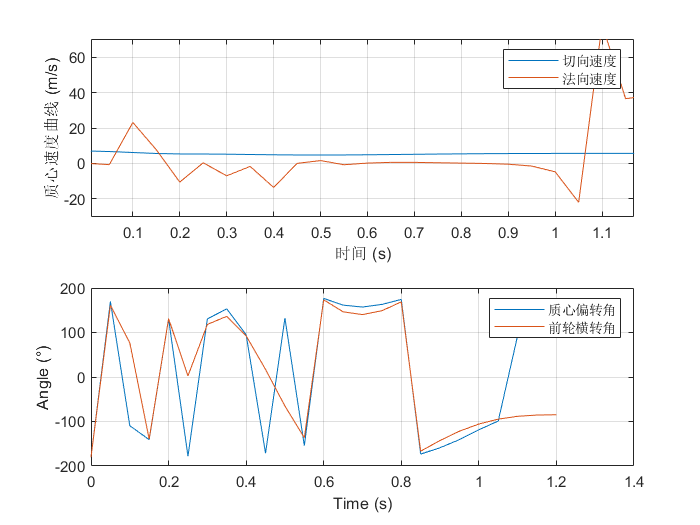 60
40
20
0
-20
质心速度曲线 (m/s)
切向速度
法向速度
0.1 0.2 0.3 0.4 0.5 0.6 0.7 0.8 0.9 1 1.1
时间 (s)
200
100
0
-100
-200
Angle (°)
质心偏转角
前轮横转角
0 0.2 0.4 0.6 0.8 1 1.2 1.4
Time (s)